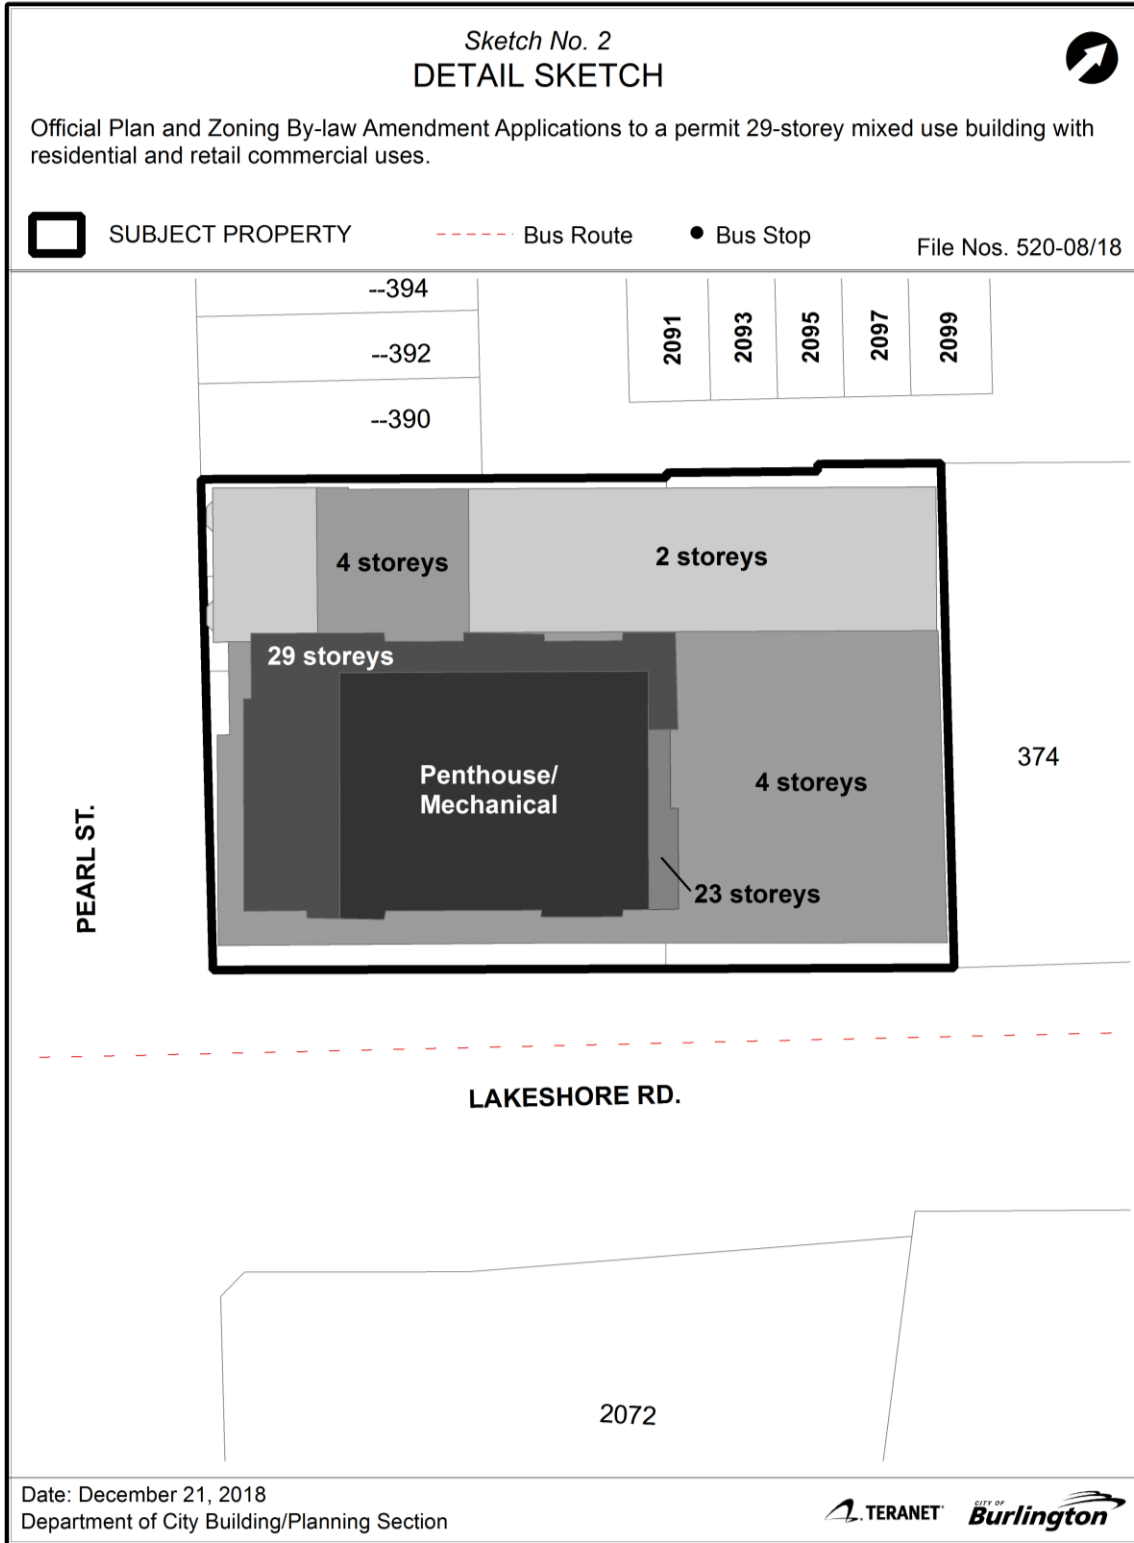 Sketch No. 2
DETAIL SKETCH
Official Plan and Zoning By-law Amendment Applications to a permit 29-storey mixed use building with
residential and retail commercial uses.
SUBJECT PROPERTY
Bus Route
Bus Stop
File Nos. 520-08/18
--394
--392
--390
2091
2093
2095
2097
2099
4 storeys
2 storeys
29 storeys
Penthouse/
Mechanical
4 storeys
23 storeys
374
PEARL ST.
LAKESHORE RD.
2072
Date: December 21, 2018
Department of City Building/Planning Section
TERANET
CITY OF
Burlington